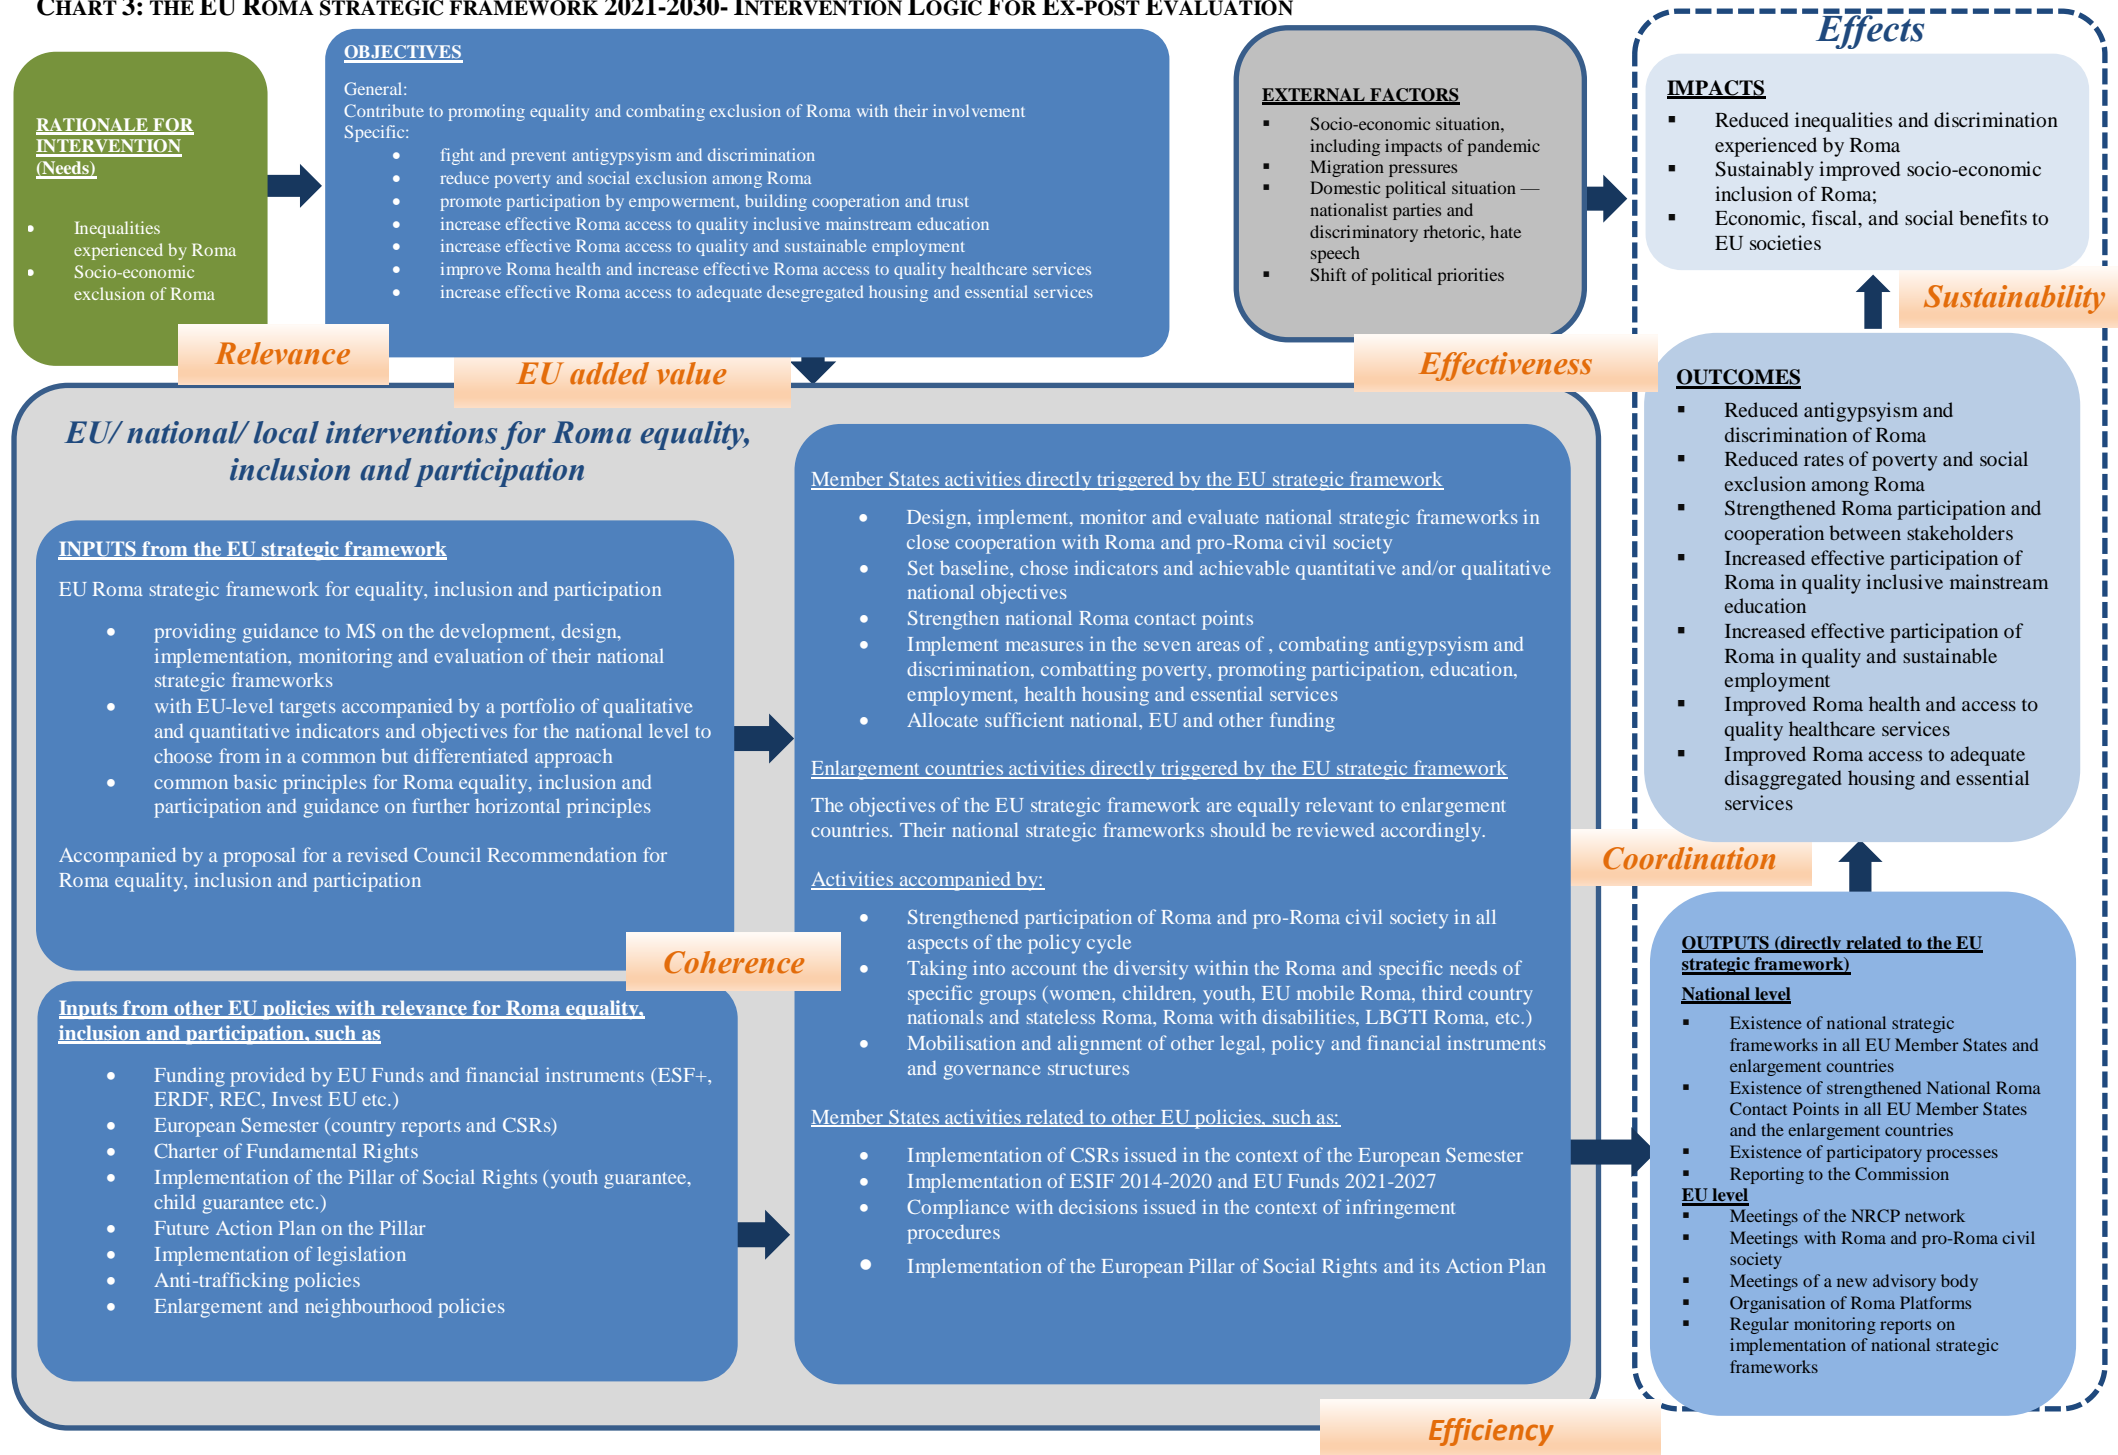 CHART 3: THE EU ROMA STRATEGIC FRAMEWORK 2021-2030- INTERVENTION LOGIC FOR EX-POST EVALUATION
RATIONALE FOR
INTERVENTION
(Needs)
• Inequalities
experienced by Roma
• Socio-economic
exclusion of Roma
Relevance
OBJECTIVES
General:
Contribute to promoting equality and combating exclusion of Roma with their involvement
Specific:
• fight and prevent antigypsyism and discrimination
• reduce poverty and social exclusion among Roma
• promote participation by empowerment, building cooperation and trust
• increase effective Roma access to quality inclusive mainstream education
• increase effective Roma access to quality and sustainable employment
• improve Roma health and increase effective Roma access to quality healthcare services
• increase effective Roma access to adequate desegregated housing and essential services
EU added value
EXTERNAL FACTORS
▪ Socio-economic situation,
including impacts of pandemic
▪ Migration pressures
▪ Domestic political situation —
nationalist parties and
discriminatory rhetoric, hate
speech
▪ Shift of political priorities
Effectiveness
Effects
IMPACTS
▪ Reduced inequalities and discrimination
experienced by Roma
▪ Sustainably improved socio-economic
inclusion of Roma;
▪ Economic, fiscal, and social benefits to
EU societies
Sustainability
OUTCOMES
▪ Reduced antigypsyism and
discrimination of Roma
▪ Reduced rates of poverty and social
exclusion among Roma
▪ Strengthened Roma participation and
cooperation between stakeholders
▪ Increased effective participation of
Roma in quality inclusive mainstream
education
▪ Increased effective participation of
Roma in quality and sustainable
employment
▪ Improved Roma health and access to
quality healthcare services
▪ Improved Roma access to adequate
disaggregated housing and essential
services
Coordination
EU/ national/ local interventions for Roma equality,
inclusion and participation
INPUTS from the EU strategic framework
EU Roma strategic framework for equality, inclusion and participation
• providing guidance to MS on the development, design,
implementation, monitoring and evaluation of their national
strategic frameworks
• with EU-level targets accompanied by a portfolio of qualitative
and quantitative indicators and objectives for the national level to
choose from in a common but differentiated approach
• common basic principles for Roma equality, inclusion and
participation and guidance on further horizontal principles
Accompanied by a proposal for a revised Council Recommendation for
Roma equality, inclusion and participation
Coherence
Inputs from other EU policies with relevance for Roma equality,
inclusion and participation, such as
• Funding provided by EU Funds and financial instruments (ESF+,
ERDF, REC, Invest EU etc.)
• European Semester (country reports and CSRs)
• Charter of Fundamental Rights
• Implementation of the Pillar of Social Rights (youth guarantee,
child guarantee etc.)
• Future Action Plan on the Pillar
• Implementation of legislation
• Anti-trafficking policies
• Enlargement and neighbourhood policies
Member States activities directly triggered by the EU strategic framework
• Design, implement, monitor and evaluate national strategic frameworks in
close cooperation with Roma and pro-Roma civil society
• Set baseline, chose indicators and achievable quantitative and/or qualitative
national objectives
• Strengthen national Roma contact points
• Implement measures in the seven areas of , combating antigypsyism and
discrimination, combatting poverty, promoting participation, education,
employment, health housing and essential services
• Allocate sufficient national, EU and other funding
Enlargement countries activities directly triggered by the EU strategic framework
The objectives of the EU strategic framework are equally relevant to enlargement
countries. Their national strategic frameworks should be reviewed accordingly.
Activities accompanied by:
• Strengthened participation of Roma and pro-Roma civil society in all
aspects of the policy cycle
• Taking into account the diversity within the Roma and specific needs of
specific groups (women, children, youth, EU mobile Roma, third country
nationals and stateless Roma, Roma with disabilities, LBGTI Roma, etc.)
• Mobilisation and alignment of other legal, policy and financial instruments
and governance structures
Member States activities related to other EU policies, such as:
• Implementation of CSRs issued in the context of the European Semester
• Implementation of ESIF 2014-2020 and EU Funds 2021-2027
• Compliance with decisions issued in the context of infringement
procedures
• Implementation of the European Pillar of Social Rights and its Action Plan
OUTPUTS (directly related to the EU
strategic framework)
National level
▪ Existence of national strategic
frameworks in all EU Member States and
enlargement countries
▪ Existence of strengthened National Roma
Contact Points in all EU Member States
and the enlargement countries
▪ Existence of participatory processes
▪ Reporting to the Commission
EU level
▪ Meetings of the NRCP network
▪ Meetings with Roma and pro-Roma civil
society
▪ Meetings of a new advisory body
▪ Organisation of Roma Platforms
▪ Regular monitoring reports on
implementation of national strategic
frameworks
Efficiency